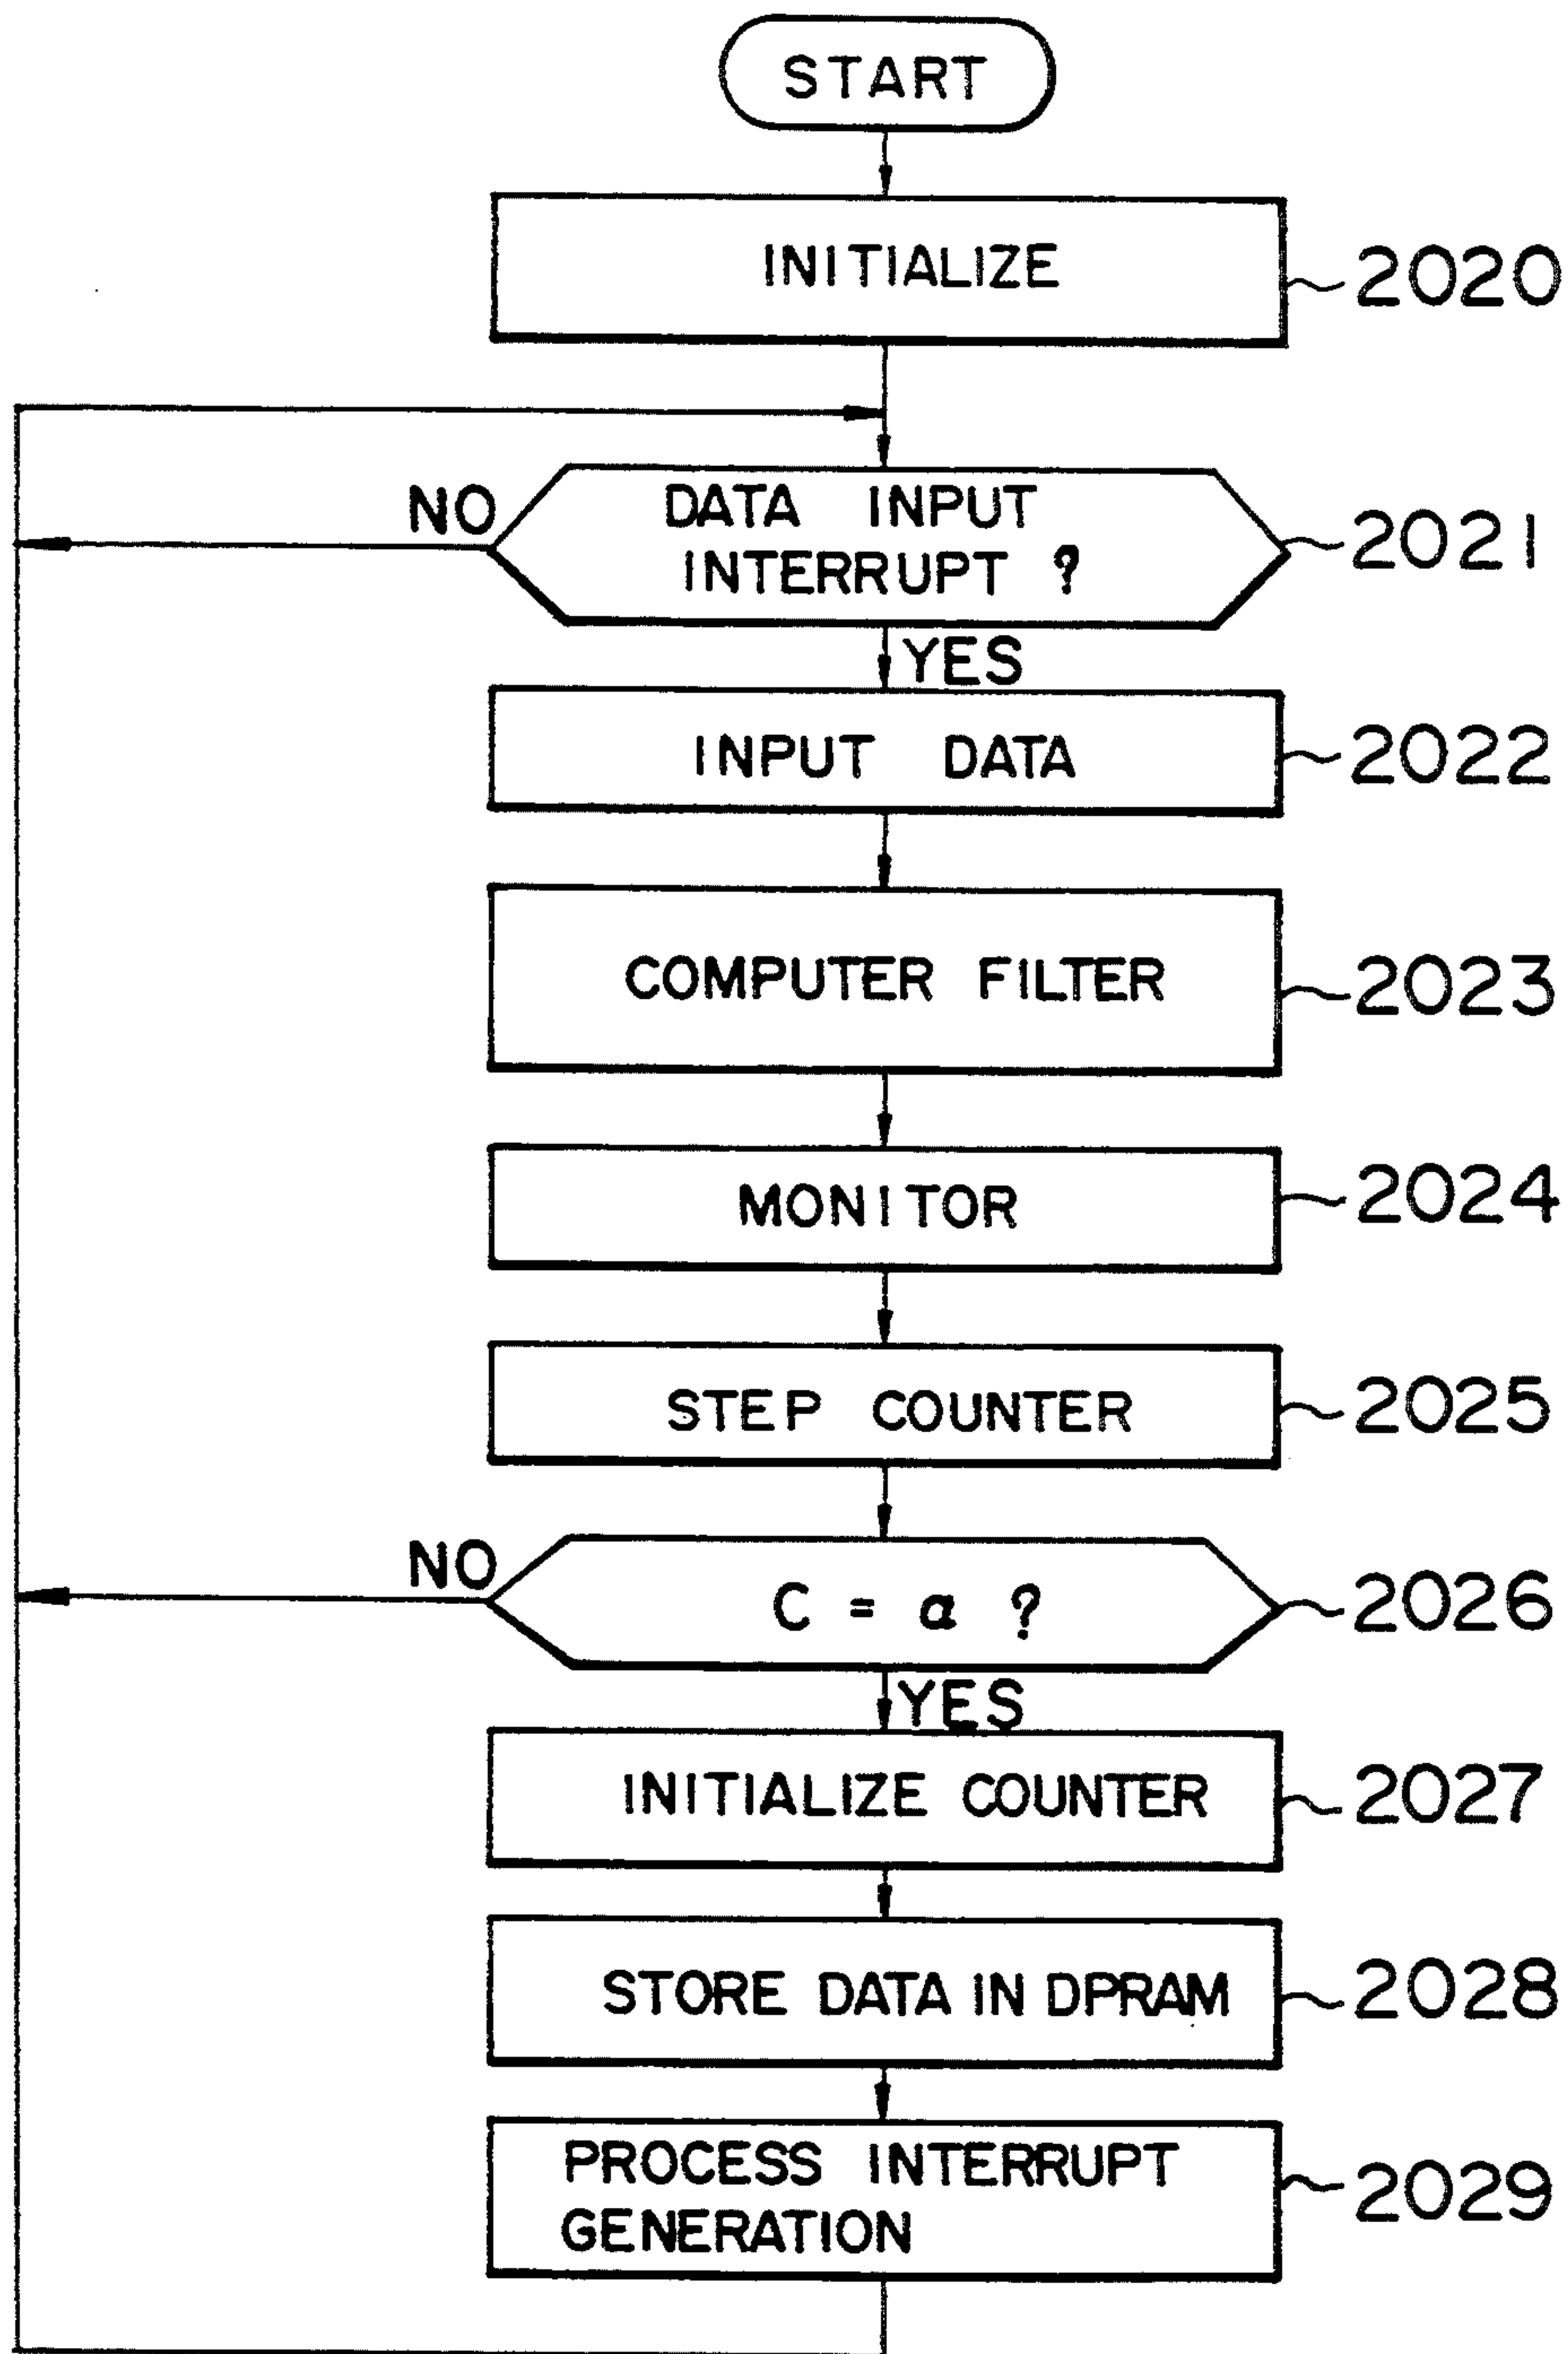 START
INITIALIZE
2020
NO
DATA INPUT
INTERRUPT ?
2021
YES
INPUT DATA
2022
COMPUTER FILTER
2023
MONITOR
2024
STEP COUNTER
2025
NO
C = α ?
2026
YES
INITIALIZE COUNTER
2027
STORE DATA IN DPRAM
2028
PROCESS INTERRUPT
GENERATION
2029